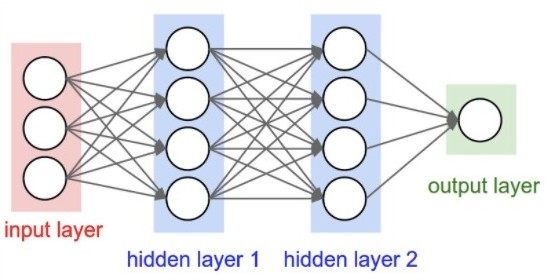 input layer
hidden layer 1
hidden layer 2
output layer